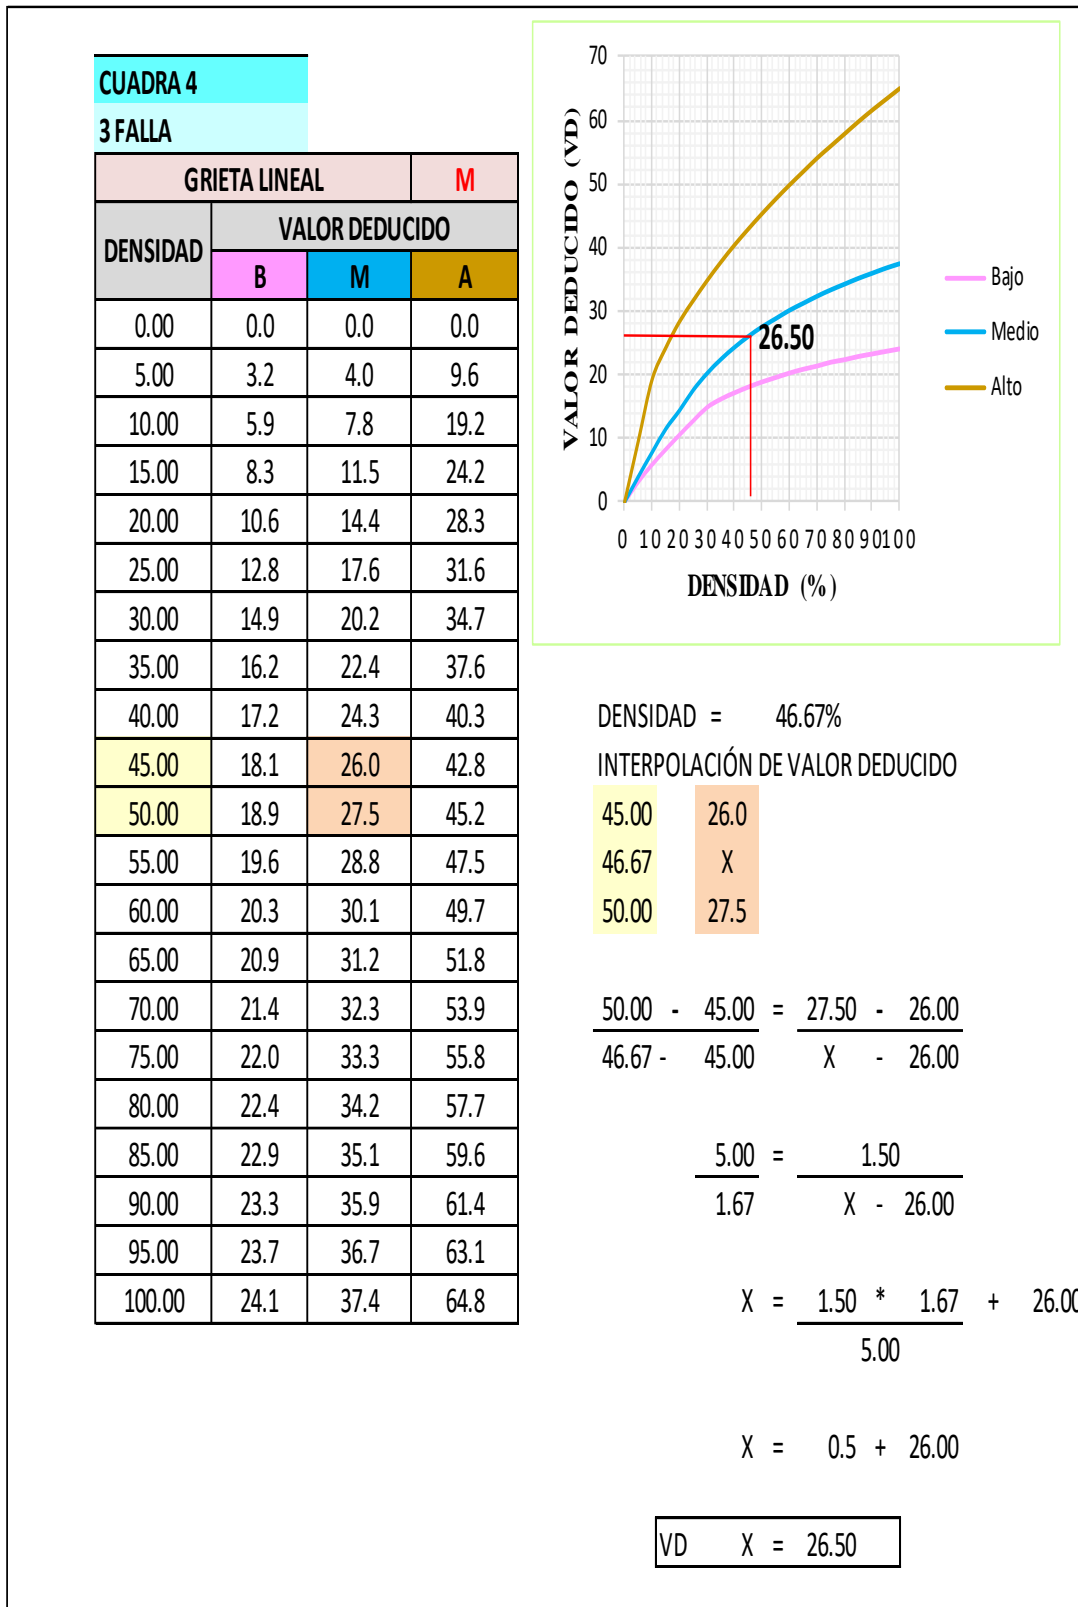 CUADRA 4
3 FALLA
GRIETA LINEAL M
DENSIDAD VALOR DEDUCIDO
B M A
0.00 0.0 0.0 0.0
5.00 3.2 4.0 9.6
10.00 5.9 7.8 19.2
15.00 8.3 11.5 24.2
20.00 10.6 14.4 28.3
25.00 12.8 17.6 31.6
30.00 14.9 20.2 34.7
35.00 16.2 22.4 37.6
40.00 17.2 24.3 40.3
45.00 18.1 26.0 42.8
50.00 18.9 27.5 45.2
55.00 19.6 28.8 47.5
60.00 20.3 30.1 49.7
65.00 20.9 31.2 51.8
70.00 21.4 32.3 53.9
75.00 22.0 33.3 55.8
80.00 22.4 34.2 57.7
85.00 22.9 35.1 59.6
90.00 23.3 35.9 61.4
95.00 23.7 36.7 63.1
100.00 24.1 37.4 64.8
VALOR DEDUCIDO (VD)
70
60
50
40
30
20
10
0
0 10 20 30 40 50 60 70 80 90 100
DENSIDAD (%)
26.50
Bajo
Medio
Alto
DENSIDAD = 46.67%
INTERPOLACIÓN DE VALOR DEDUCIDO
45.00 26.0
46.67 X
50.00 27.5
50.00 - 45.00 = 27.50 - 26.00
46.67 - 45.00 X - 26.00
5.00 = 1.50
1.67 X - 26.00
X = 1.50 * 1.67 + 26.00
5.00
X = 0.5 + 26.00
VD X = 26.50